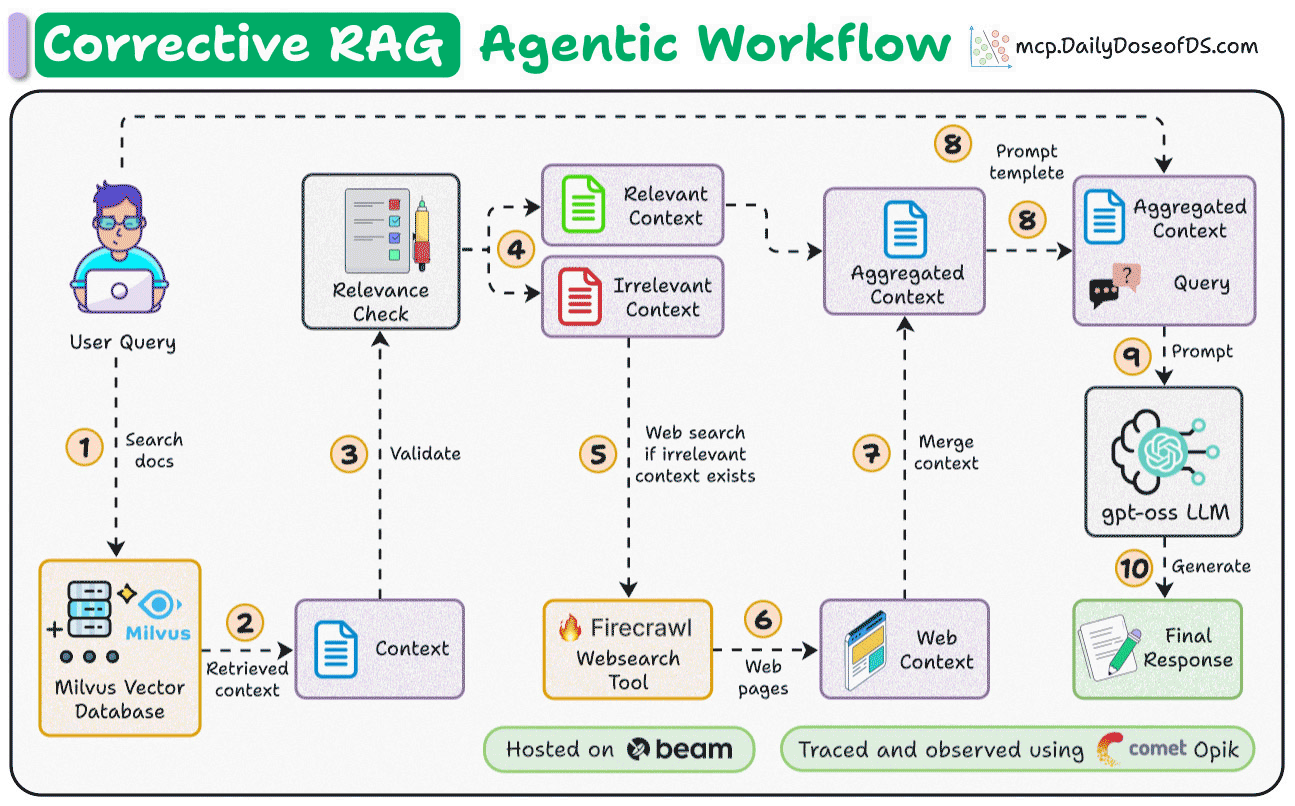 Corrective RAG Agentic Workflow
mcp.DailyDoseofDS.com
8
Prompt
templete
User Query
Relevance
Check
4
Relevant
Context
Irrelevant
Context
Aggregated
Context
8
Aggregated
Context
?
Query
1
Search
docs
3
Validate
5
Web search
if irrelevant
context exists
7
Merge
context
9
Prompt
gpt-oss LLM
10
Generate
Milvus
Milvus Vector
Database
2
Retrieved
context
Context
Firecrawl
Websearch
Tool
6
Web
pages
Web
Context
Final
Response
Hosted on beam
Traced and observed using comet Opik